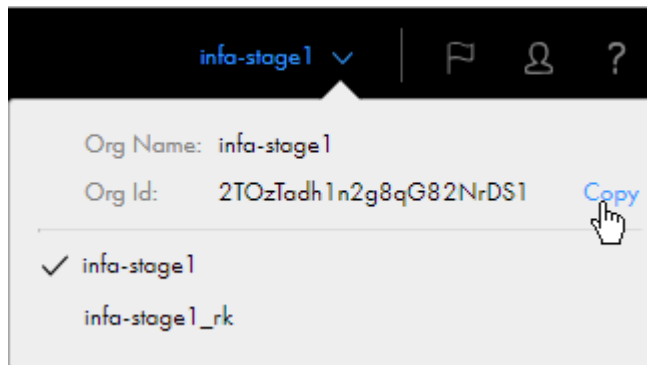 infa-stage1 ?
Org Name: infa-stage1
Org Id: 2TOzTadh1n2g8qG82NrDS1 Copy
infa-stage1
infa-stage1_rk